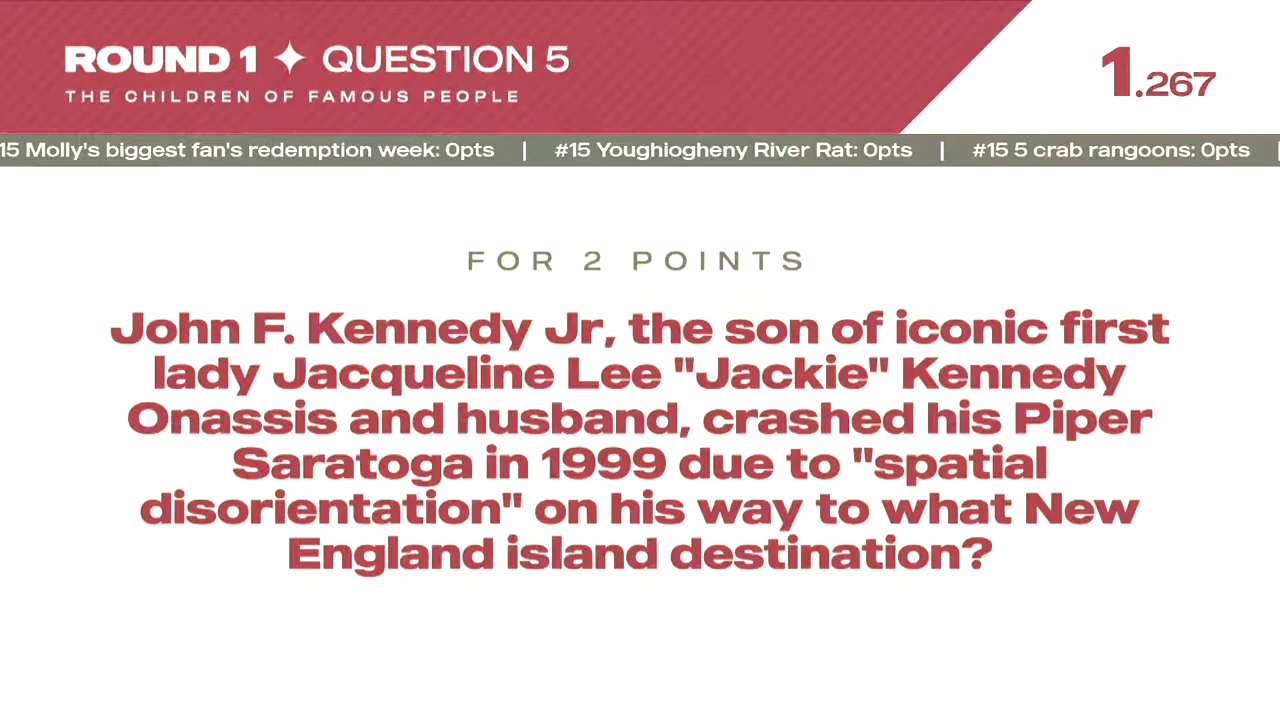 ROUND 1 ✦ QUESTION 5
THE CHILDREN OF FAMOUS PEOPLE
1.267
15 Molly's biggest fan's redemption week: 0pts | #15 Youghiogheny River Rat: 0pts | #15 5 crab rangoons: 0pts |
FOR 2 POINTS
John F. Kennedy Jr, the son of iconic first
lady Jacqueline Lee "Jackie" Kennedy
Onassis and husband, crashed his Piper
Saratoga in 1999 due to "spatial
disorientation" on his way to what New
England island destination?